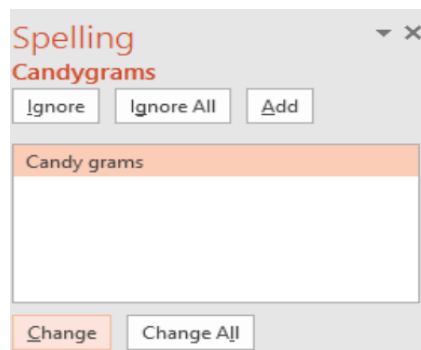 Spelling
Candygrams
Ignore Ignore All Add
Candy grams
Change Change All